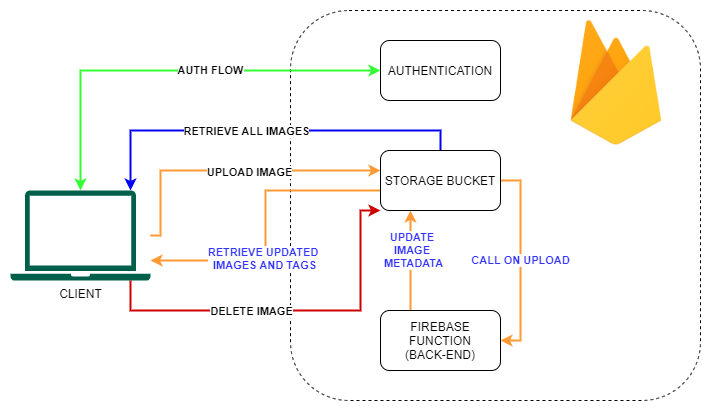 AUTH FLOW
AUTHENTICATION
RETRIEVE ALL IMAGES
UPLOAD IMAGE
STORAGE BUCKET
RETRIEVE UPDATED
IMAGES AND TAGS
UPDATE
IMAGE
METADATA
CALL ON UPLOAD
CLIENT
DELETE IMAGE
FIREBASE
FUNCTION
(BACK-END)